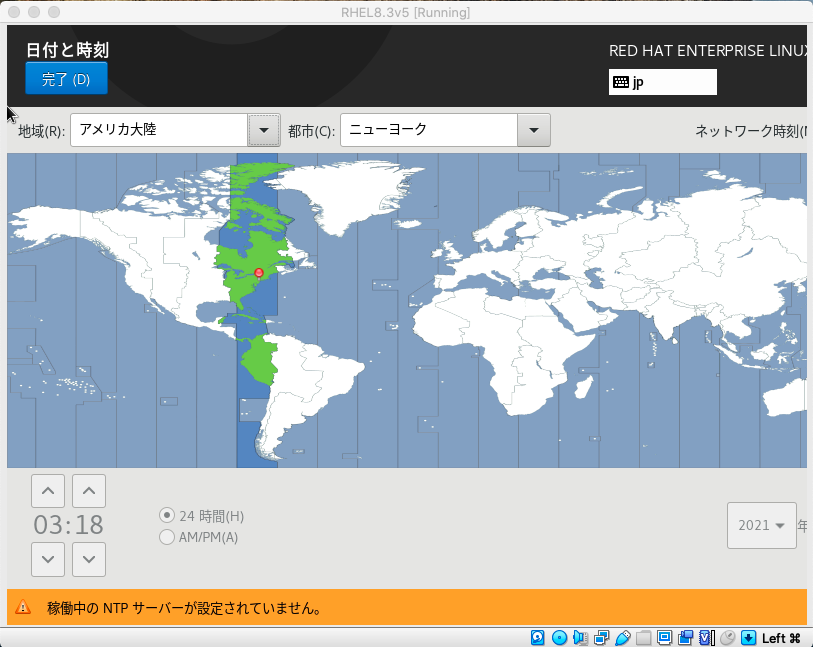 RHEL8.3v5 [Running]
日付と時刻
RED HAT ENTERPRISE LINUX
完了 (D)
jp
地域(R): アメリカ大陸 都市(C): ニューヨーク ネットワーク時刻(N
03:18
24 時間(H)
AM/PM(A)
2021 年
稼働中の NTP サーバーが設定されていません。
Left ⌘